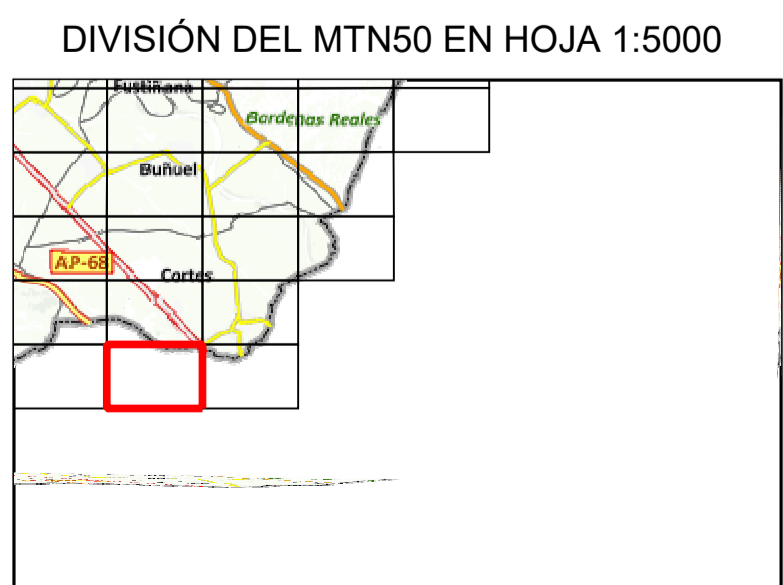 DIVISIÓN DEL MTN50 EN HOJA 1:5000
Fustiñana
Bardenas Reales
Buñuel
AP-68
Cortes